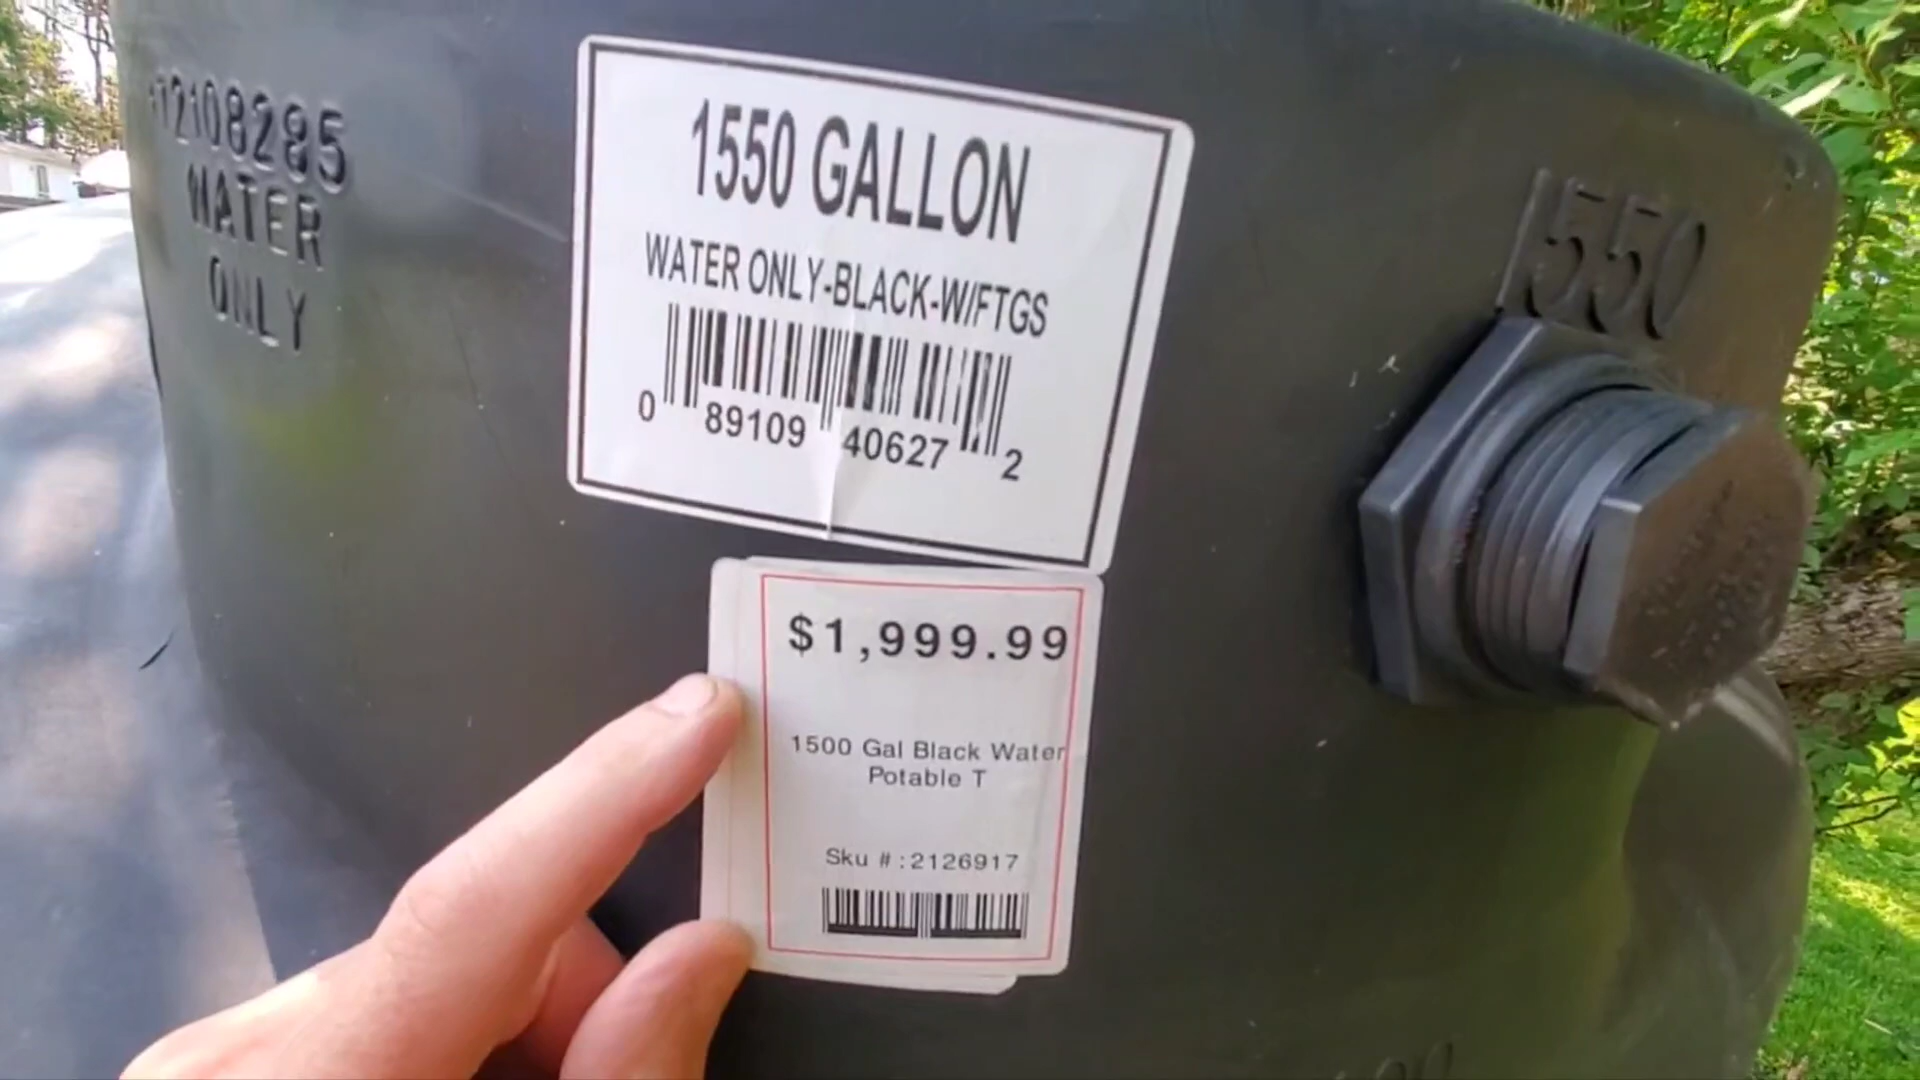 12108285
WATER
ONLY
1550 GALLON
WATER ONLY-BLACK-W/FTGS
0 89109 40627 2
1550
$1,999.99
1500 Gal Black Water
Potable T
Sku # :2126917